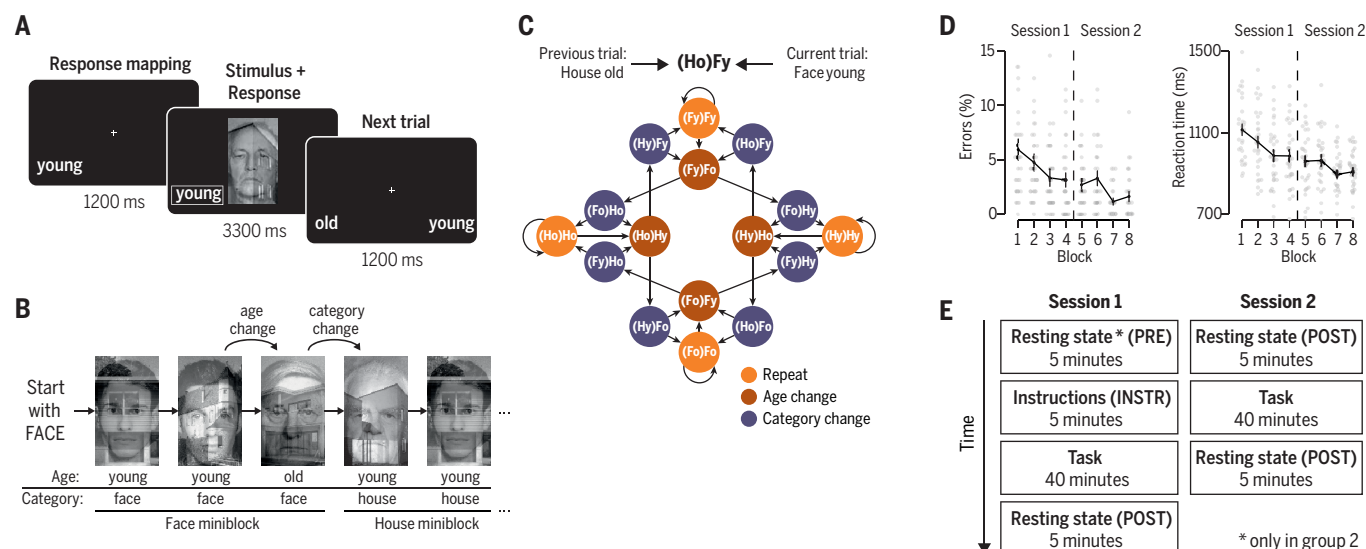 A
Response mapping
young
1200 ms
Stimulus +
Response
young
3300 ms
Next trial
old young
1200 ms
B
Start
with
FACE
age
change
category
change
...
Age: young young old young young
Category: face face face house house ...
Face miniblock House miniblock
C
Previous trial:
House old
(Ho)Fy
Current trial:
Face young
(Fy)Fy
(Hy)Fy (Ho)Fy
(Fy)Fo
(Fo)Ho (Fo)Hy
(Ho)Ho (Ho)Hy (Hy)Ho (Hy)Hy
(Fy)Ho (Fy)Hy
(Fo)Fy
(Hy)Fo (Ho)Fo
(Fo)Fo
Repeat
Age change
Category change
D
Session 1 Session 2
Errors (%)
15
10
5
0
1 2 3 4 5 6 7 8
Block
Session 1 Session 2
Reaction time (ms)
1500
1100
700
1 2 3 4 5 6 7 8
Block
E
Session 1 Session 2
Time
Resting state * (PRE)
5 minutes
Instructions (INSTR)
5 minutes
Task
40 minutes
Resting state (POST)
5 minutes
Resting state (POST)
5 minutes
Task
40 minutes
Resting state (POST)
5 minutes
* only in group 2